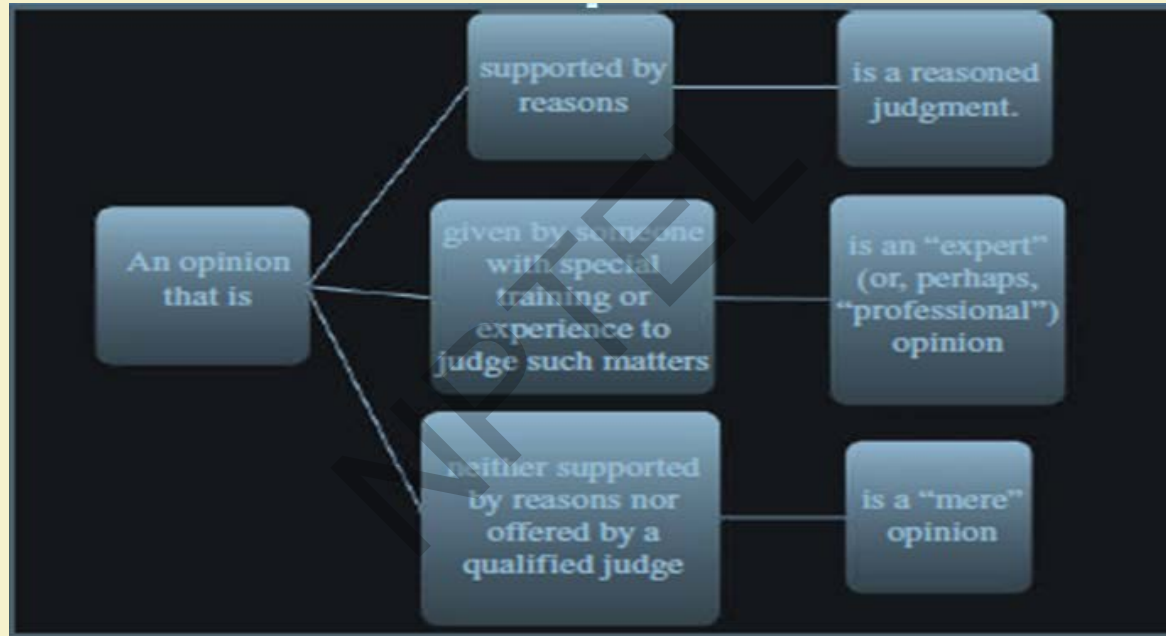 An opinion
that is
supported by
reasons
is a reasoned
judgment.
given by someone
with special
training or
experience to
judge such matters
is an “expert”
(or, perhaps,
“professional”)
opinion
neither supported
by reasons nor
offered by a
qualified judge
is a “mere”
opinion
NPTEL